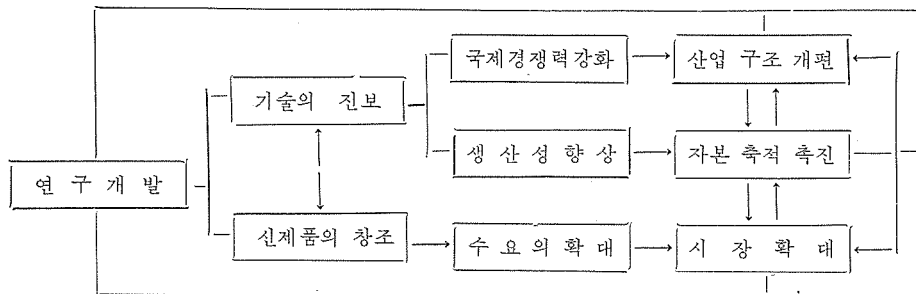 국제경쟁력강화
산업 구조 개편
기술의 진보
생산성향상
자본 축적 촉진
연구개발
신제품의 창조
수요의확대
시장확대